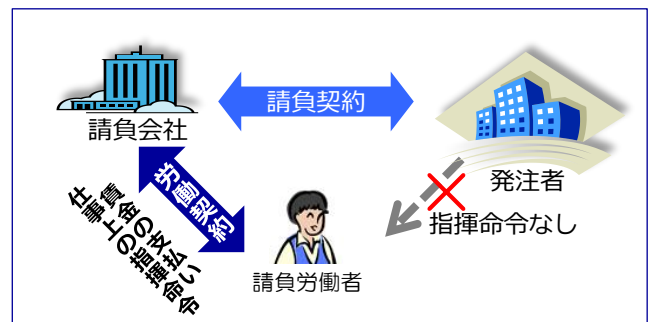 請負契約
請負会社
発注者
労働契約
賃金の支払い
仕事上の指揮命令
指揮命令なし
請負労働者